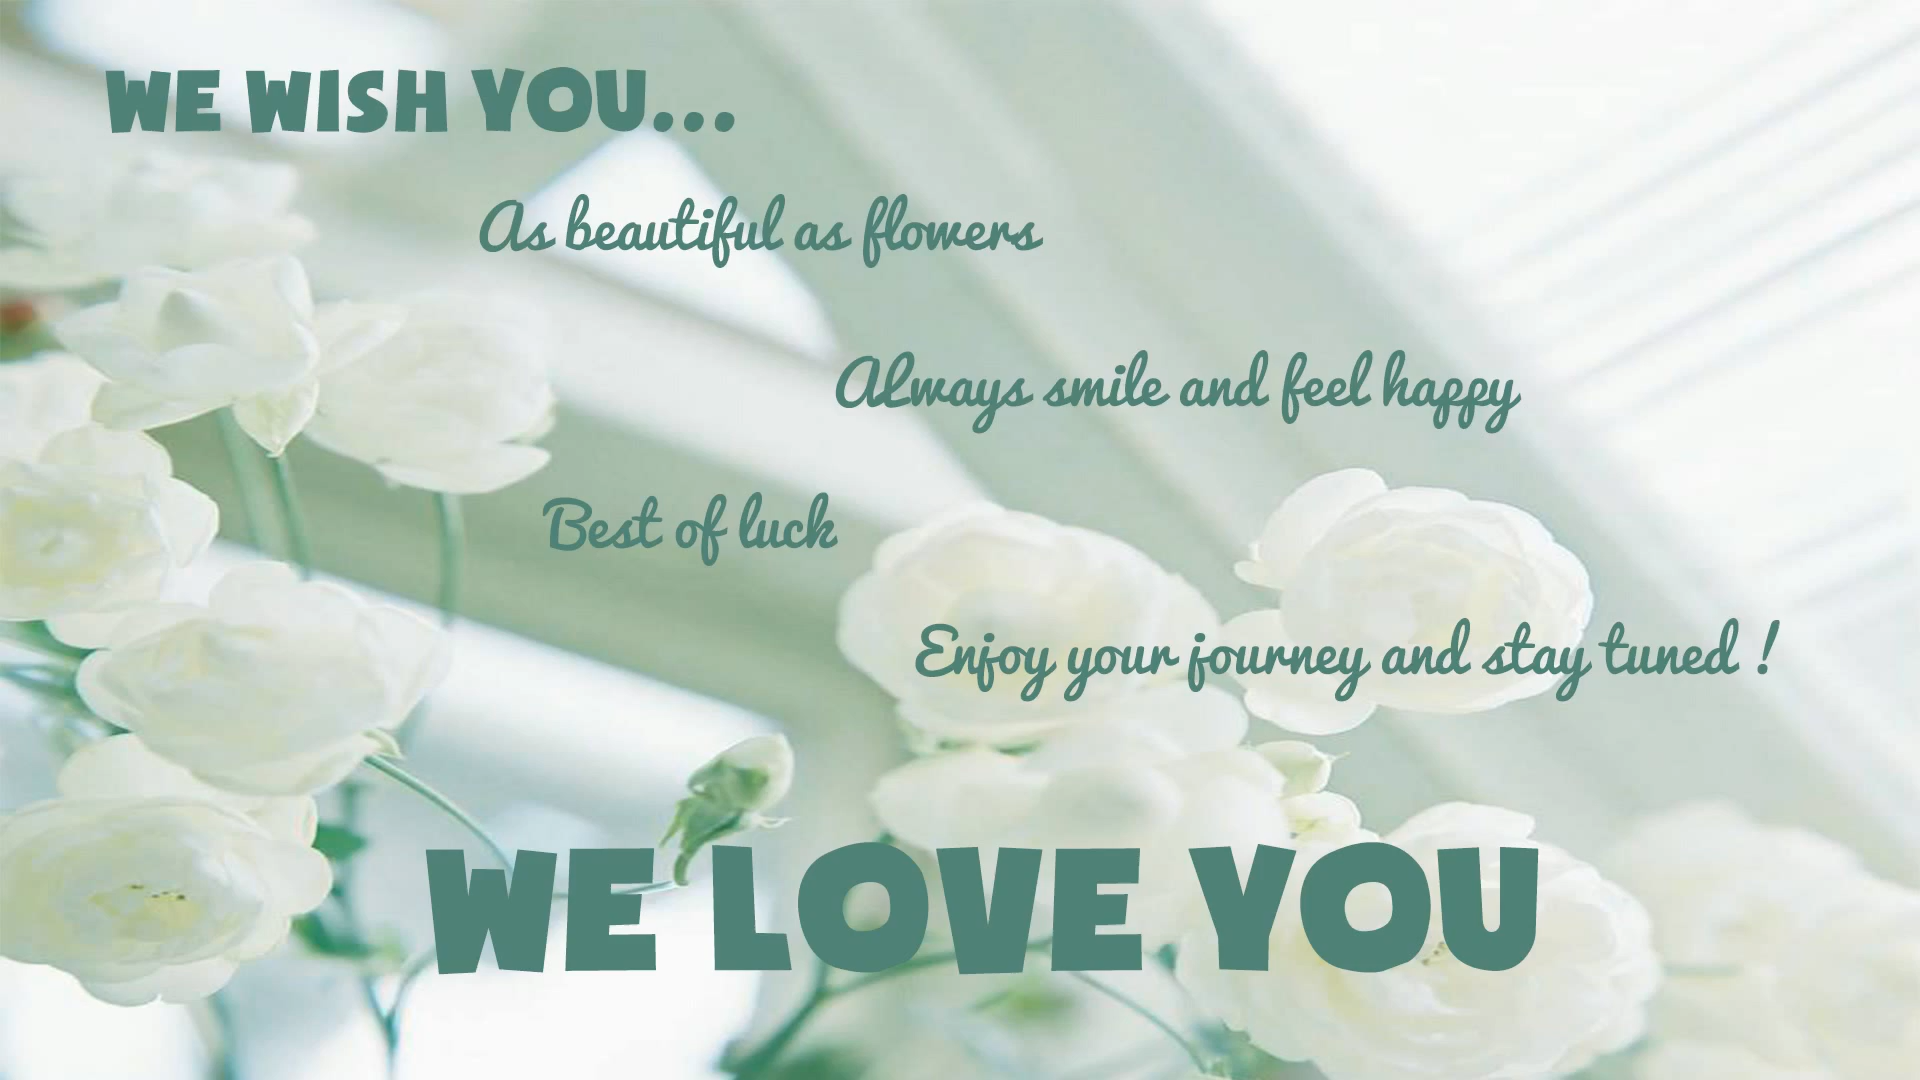 WE WISH YOU...
As beautiful as flowers
ALways smile and feel happy
Best of luck
Enjoy your journey and stay tuned !
WE LOVE YOU